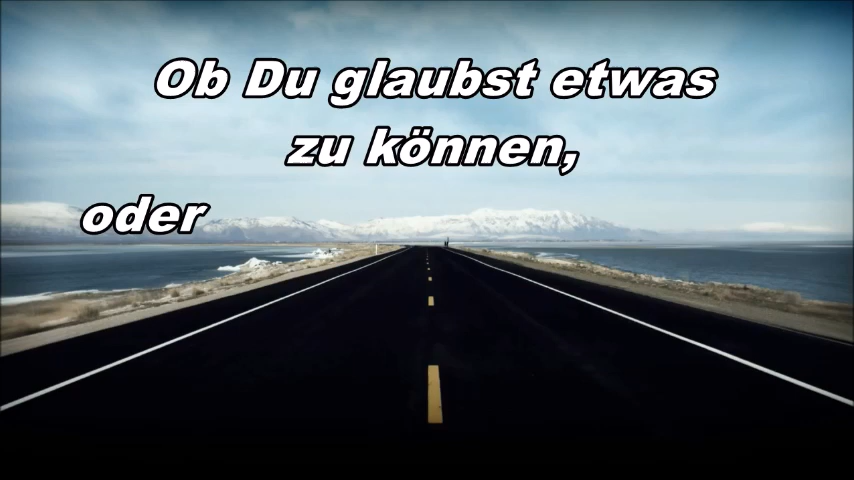 Ob Du glaubst etwas
zu können,
oder